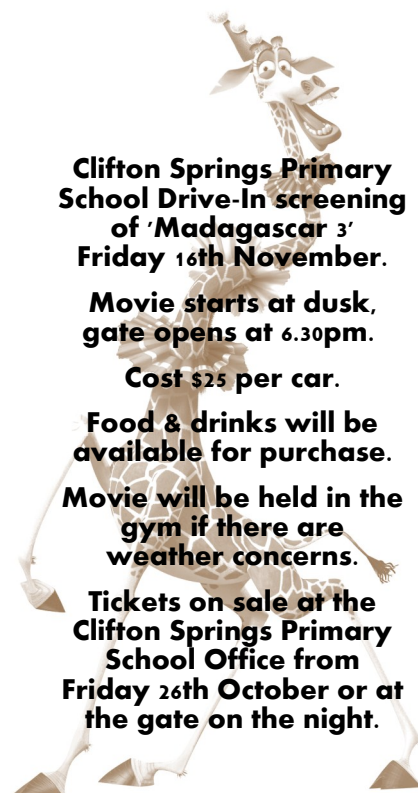 Clifton Springs Primary
School Drive-In screening
of 'Madagascar 3'
Friday 16th November.
Movie starts at dusk,
gate opens at 6.30pm.
Cost $25 per car.
Food & drinks will be
available for purchase.
Movie will be held in the
gym if there are
weather concerns.
Tickets on sale at the
Clifton Springs Primary
School Office from
Friday 26th October or at
the gate on the night.